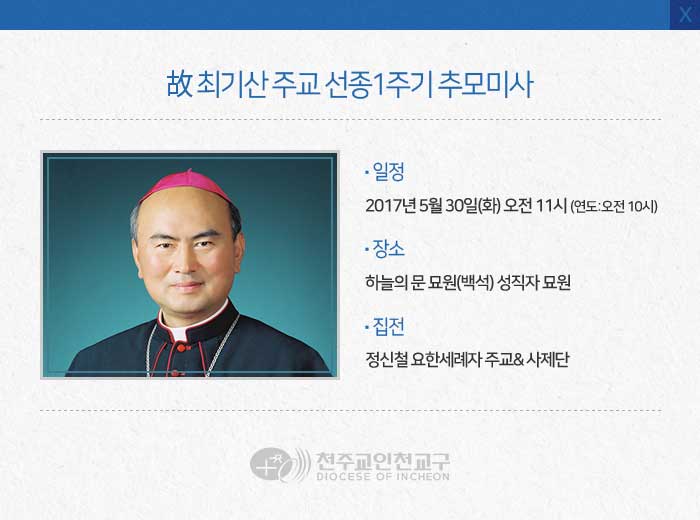 X
故 최기산 주교 선종1주기 추모미사
· 일정
2017년 5월 30일(화) 오전 11시 (연도:오전 10시)
· 장소
하늘의 문 묘원(백석) 성직자 묘원
· 집전
정신철 요한세례자 주교& 사제단
천주교인천교구
DIOCESE OF INCHEON